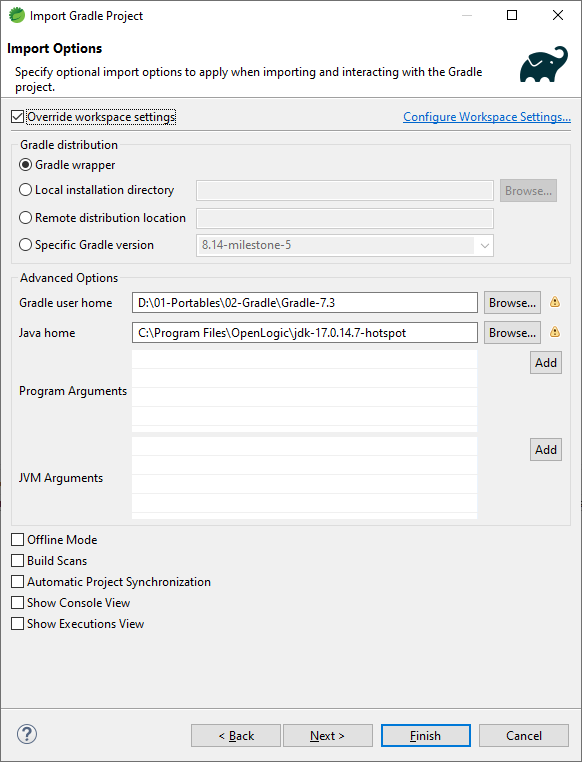 Import Gradle Project
Import Options
Specify optional import options to apply when importing and interacting with the Gradle
project.
Override workspace settings
Configure Workspace Settings...
Gradle distribution
Gradle wrapper
Local installation directory
Browse...
Remote distribution location
Specific Gradle version
8.14-milestone-5
Advanced Options
Gradle user home
D:\01-Portables\02-Gradle\Gradle-7.3
Browse...
Java home
C:\Program Files\OpenLogic\jdk-17.0.14.7-hotspot
Browse...
Program Arguments
Add
JVM Arguments
Add
Offline Mode
Build Scans
Automatic Project Synchronization
Show Console View
Show Executions View
?
< Back
Next >
Finish
Cancel